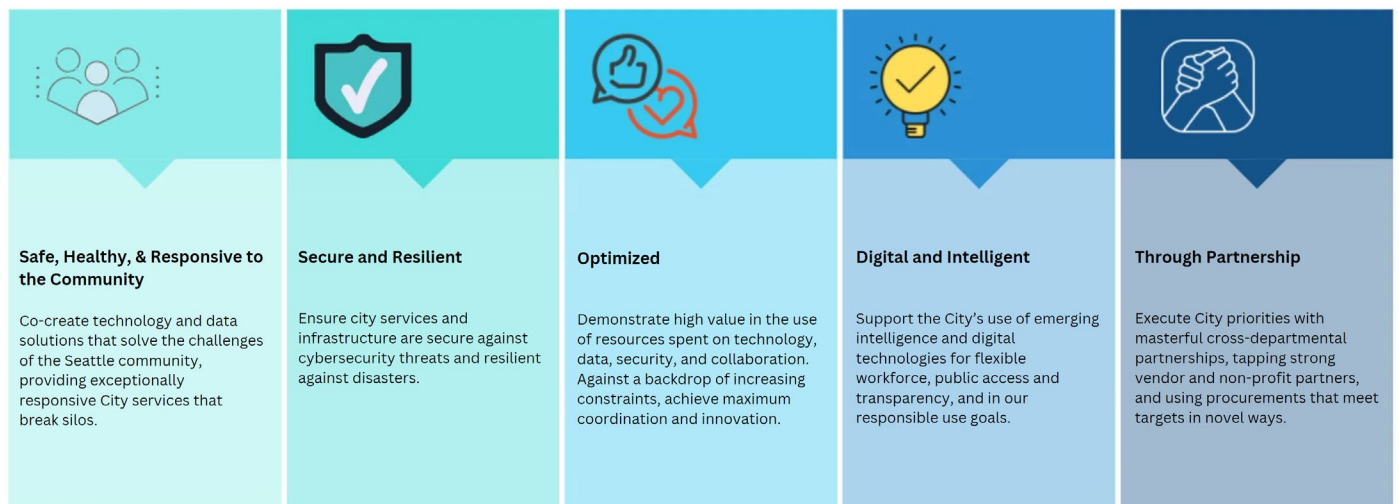 Safe, Healthy, & Responsive to
the Community
Co-create technology and data
solutions that solve the challenges
of the Seattle community,
providing exceptionally
responsive City services that
break silos.
Secure and Resilient
Ensure city services and
infrastructure are secure against
cybersecurity threats and resilient
against disasters.
Optimized
Demonstrate high value in the use
of resources spent on technology,
data, security, and collaboration.
Against a backdrop of increasing
constraints, achieve maximum
coordination and innovation.
Digital and Intelligent
Support the City’s use of emerging
intelligence and digital
technologies for flexible
workforce, public access and
transparency, and in our
responsible use goals.
Through Partnership
Execute City priorities with
masterful cross-departmental
partnerships, tapping strong
vendor and non-profit partners,
and using procurements that meet
targets in novel ways.